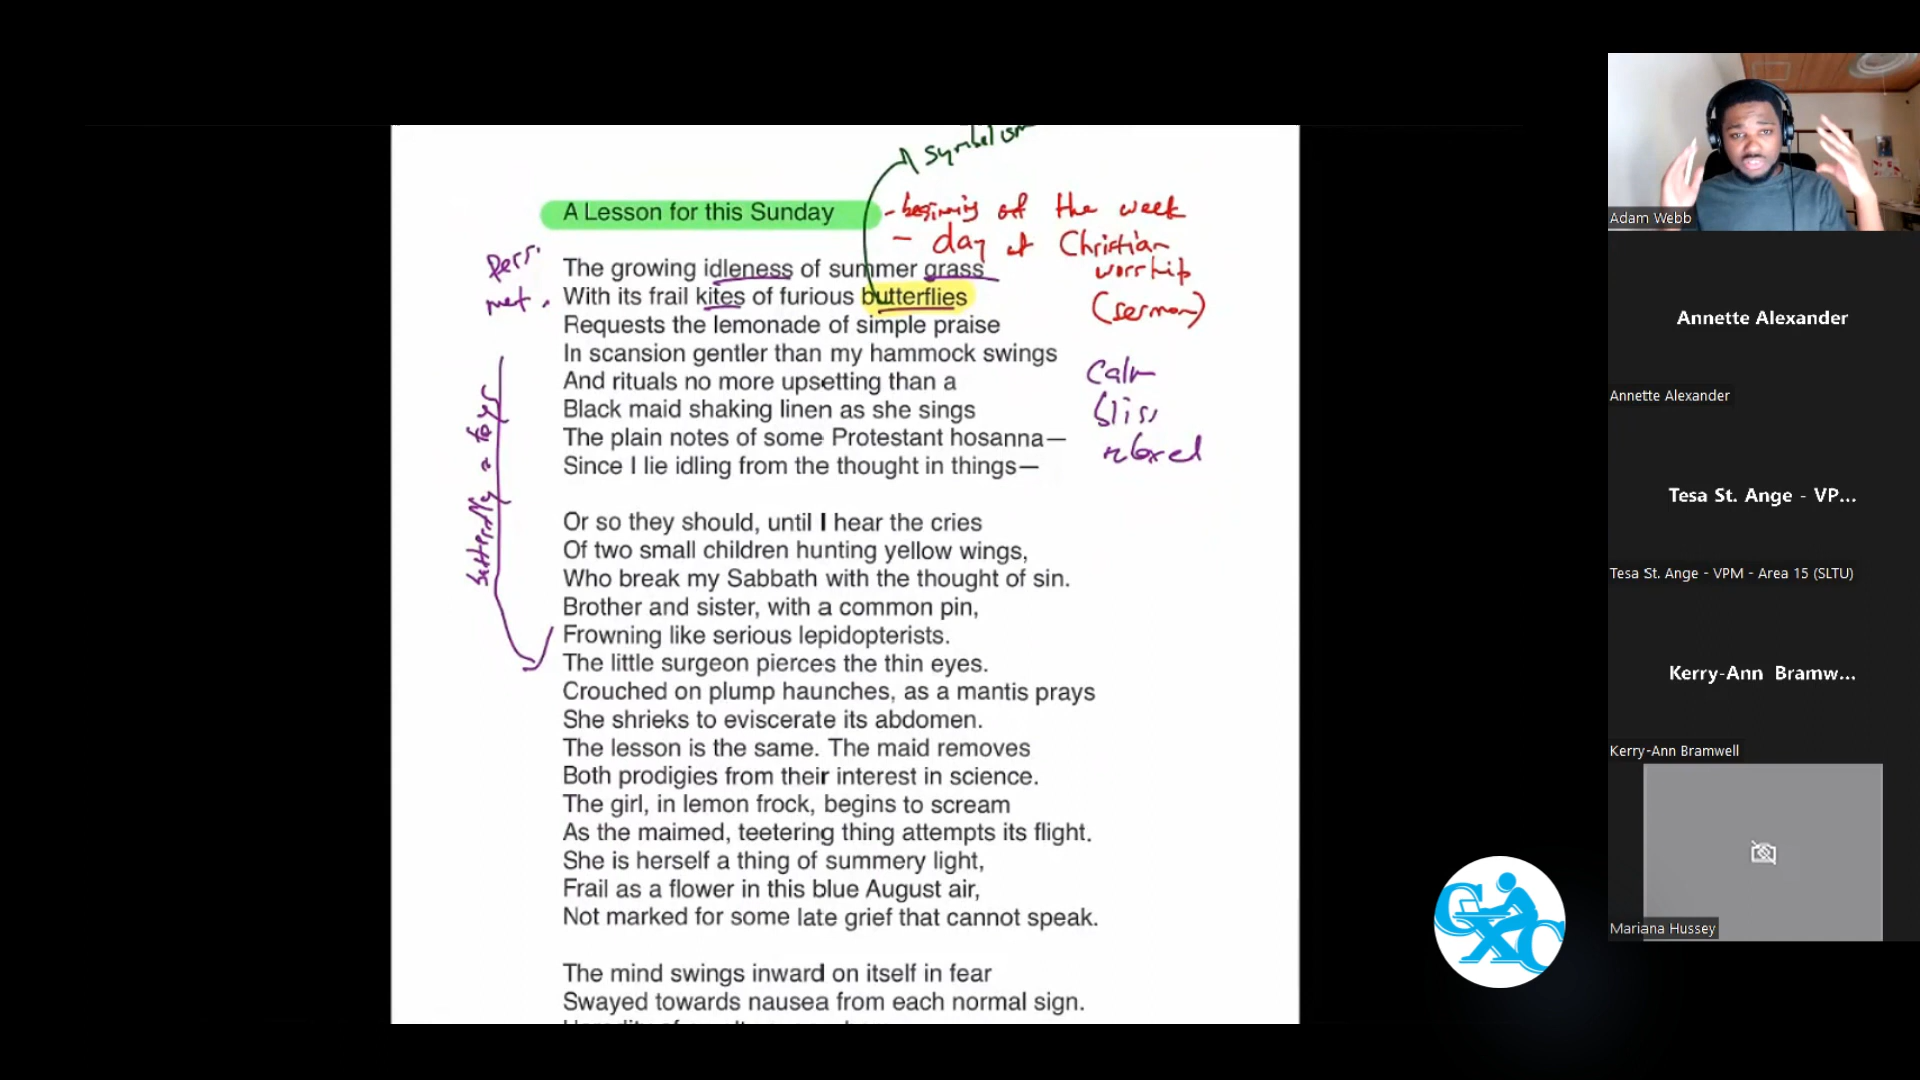 symbolism
A Lesson for this Sunday
- beginning of the week
- day of Christian
worship
(sermon)
pers.
met.
The growing idleness of summer grass
With its frail kites of furious butterflies
Requests the lemonade of simple praise
In scansion gentler than my hammock swings
And rituals no more upsetting than a
Black maid shaking linen as she sings
The plain notes of some Protestant hosanna—
Since I lie idling from the thought in things—
calm
bliss
relaxed
butterfly = toys
Or so they should, until I hear the cries
Of two small children hunting yellow wings,
Who break my Sabbath with the thought of sin.
Brother and sister, with a common pin,
Frowning like serious lepidopterists.
The little surgeon pierces the thin eyes.
Crouched on plump haunches, as a mantis prays
She shrieks to eviscerate its abdomen.
The lesson is the same. The maid removes
Both prodigies from their interest in science.
The girl, in lemon frock, begins to scream
As the maimed, teetering thing attempts its flight.
She is herself a thing of summery light,
Frail as a flower in this blue August air,
Not marked for some late grief that cannot speak.
The mind swings inward on itself in fear
Swayed towards nausea from each normal sign.
Adam Webb
Annette Alexander
Annette Alexander
Tesa St. Ange - VP...
Tesa St. Ange - VPM - Area 15 (SLTU)
Kerry-Ann Bramw...
Kerry-Ann Bramwell
Mariana Hussey
CXC